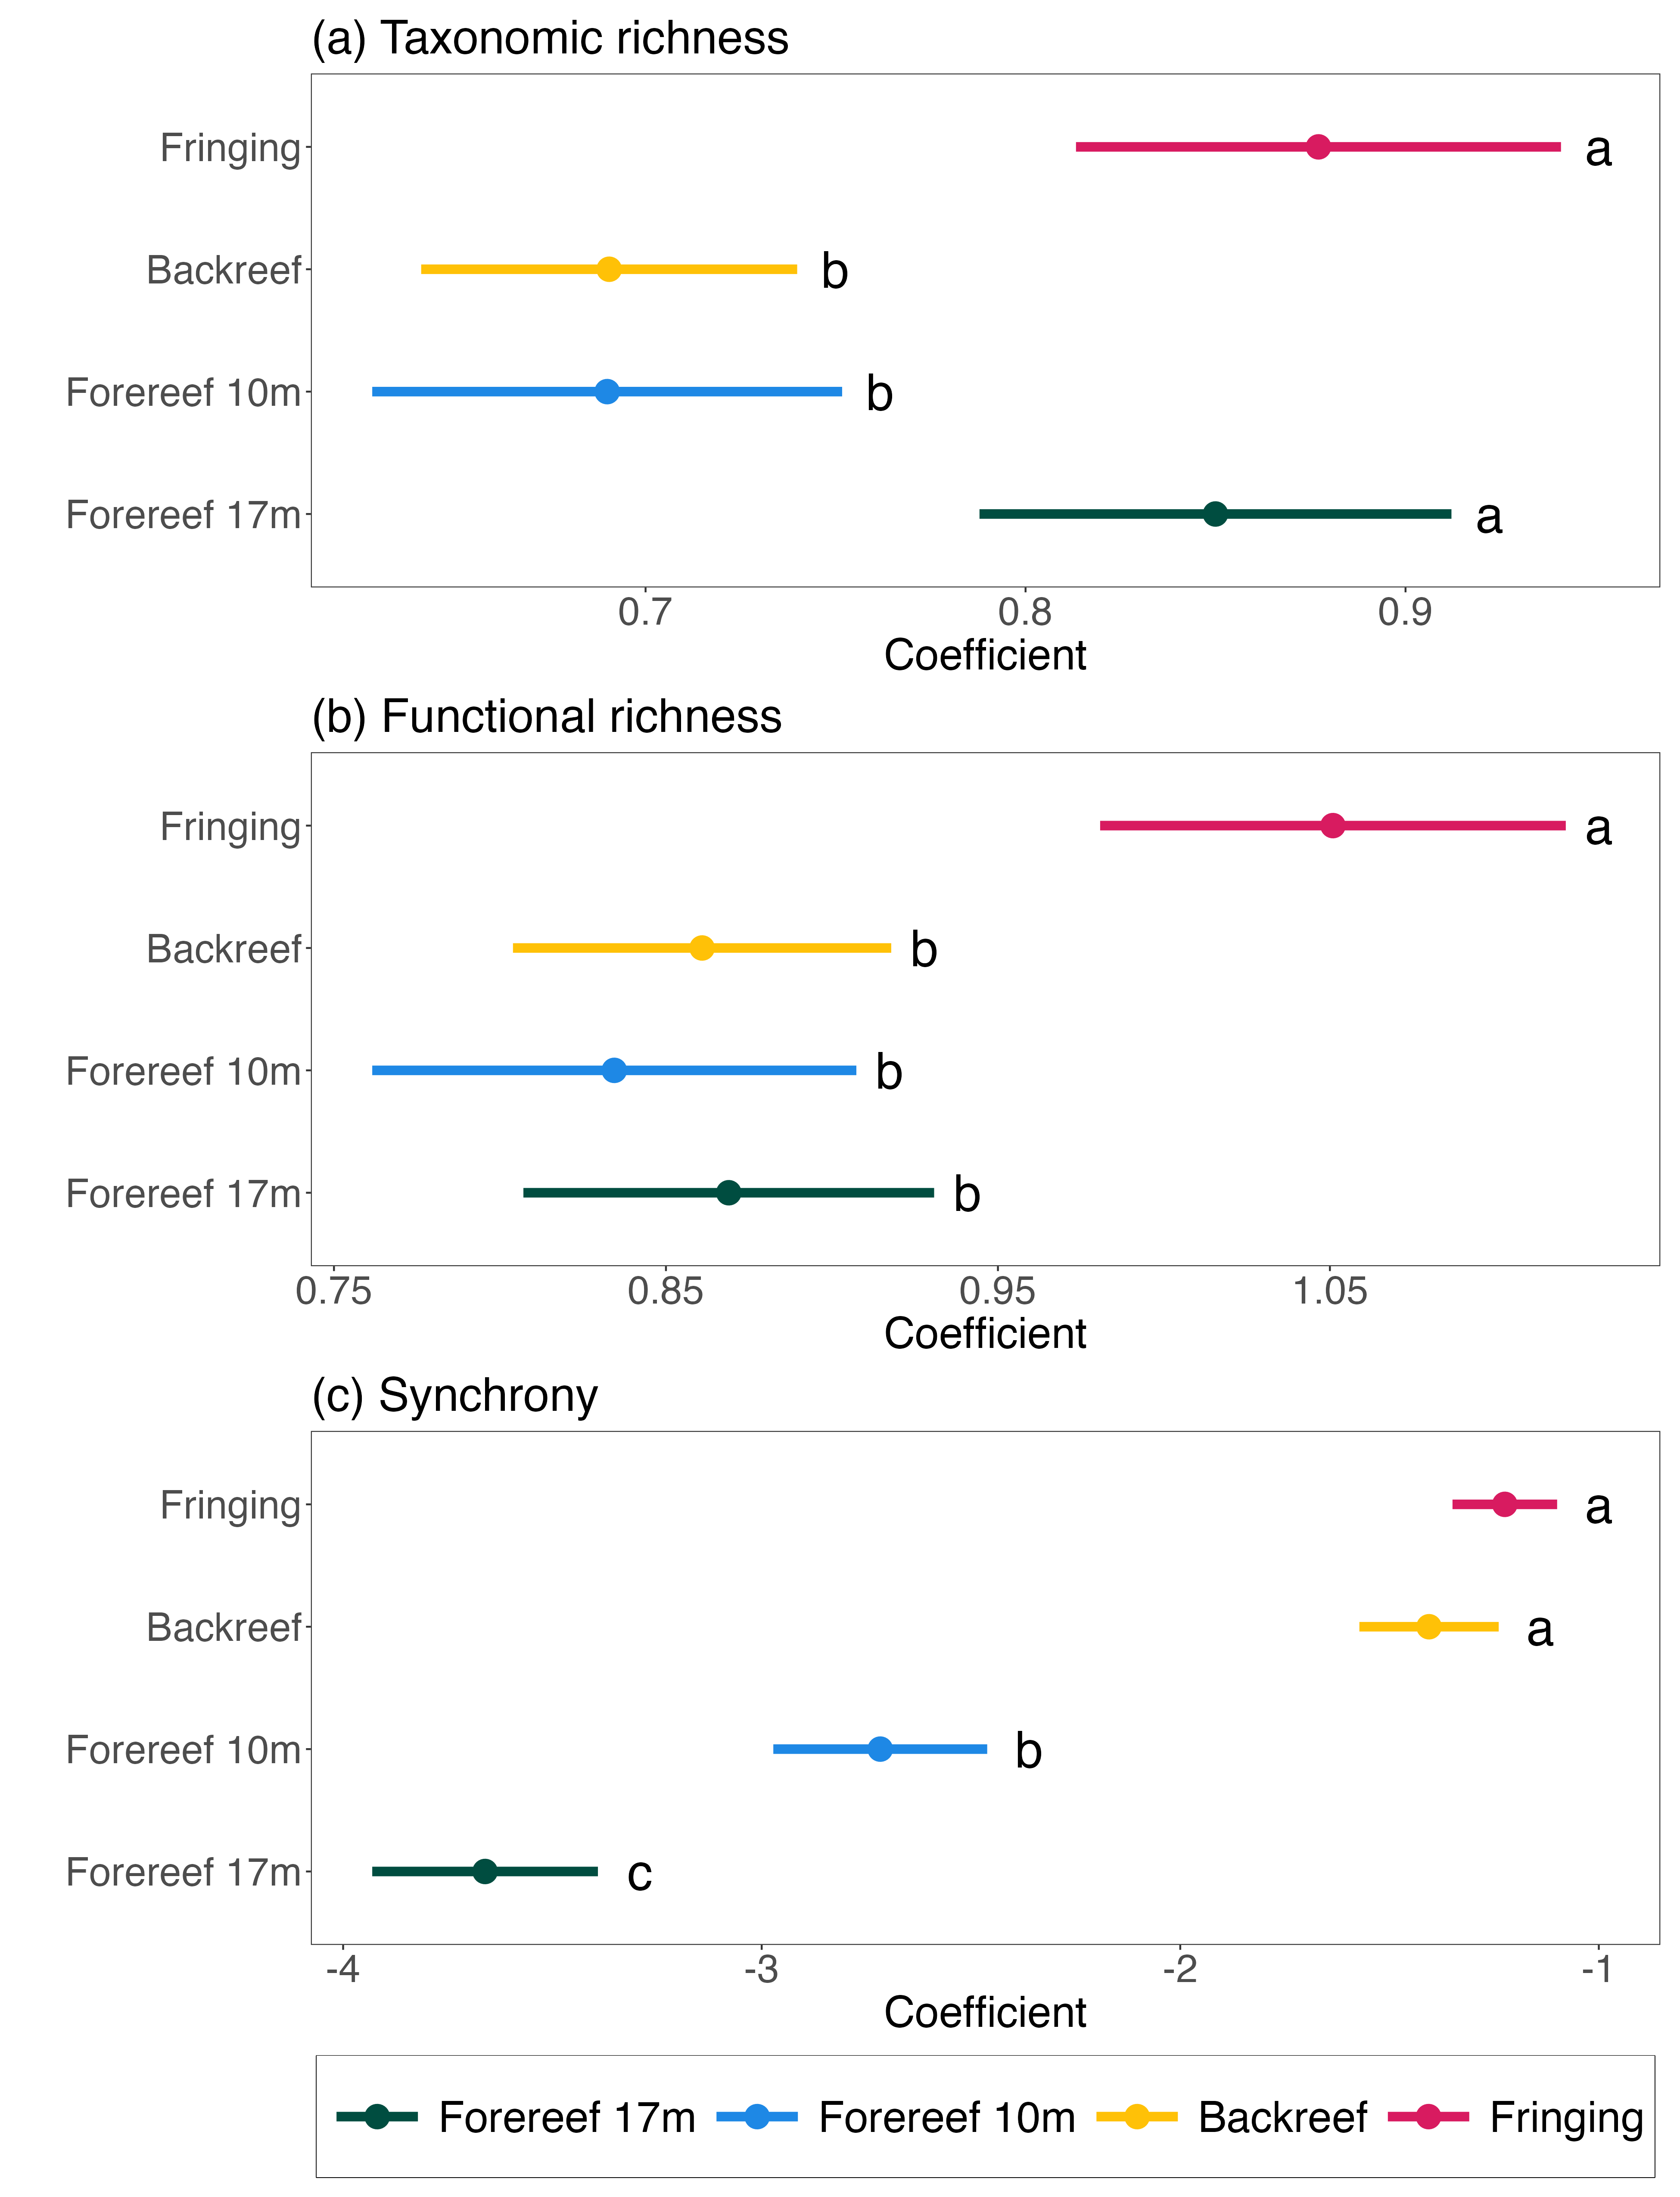 (a) Taxonomic richness
Fringing a
Backreef b
Forereef 10m b
Forereef 17m a
0.7 0.8 0.9
Coefficient
(b) Functional richness
Fringing a
Backreef b
Forereef 10m b
Forereef 17m b
0.75 0.85 0.95 1.05
Coefficient
(c) Synchrony
Fringing a
Backreef a
Forereef 10m b
Forereef 17m c
-4 -3 -2 -1
Coefficient
Forereef 17m Forereef 10m Backreef Fringing